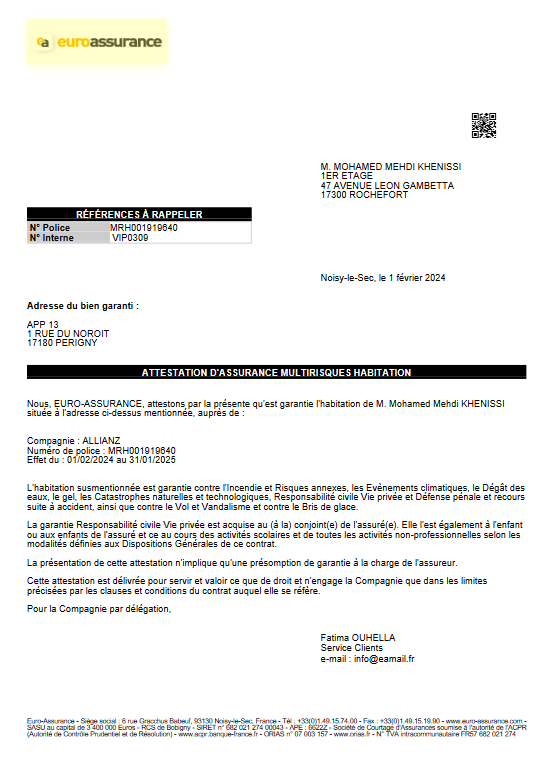 ea euroassurance
M. MOHAMED MEHDI KHENISSI
1ER ETAGE
47 AVENUE LEON GAMBETTA
17300 ROCHEFORT
RÉFÉRENCES À RAPPELER
N° Police MRH001919640
N° Interne VIP0309
Noisy-le-Sec, le 1 février 2024
Adresse du bien garanti :
APP 13
1 RUE DU NOROIT
17180 PERIGNY
ATTESTATION D'ASSURANCE MULTIRISQUES HABITATION
Nous, EURO-ASSURANCE, attestons par la présente qu'est garantie l'habitation de M. Mohamed Mehdi KHENISSI
située à l'adresse ci-dessus mentionnée, auprès de :
Compagnie : ALLIANZ
Numéro de police : MRH001919640
Effet du : 01/02/2024 au 31/01/2025
L'habitation susmentionnée est garantie contre l'Incendie et Risques annexes, les Evènements climatiques, le Dégât des
eaux, le gel, les Catastrophes naturelles et technologiques, Responsabilité civile Vie privée et Défense pénale et recours
suite à accident, ainsi que contre le Vol et Vandalisme et contre le Bris de glace.
La garantie Responsabilité civile Vie privée est acquise au (à la) conjoint(e) de l'assuré(e). Elle l'est également à l'enfant
ou aux enfants de l'assuré et ce au cours des activités scolaires et de toutes les activités non-professionnelles selon les
modalités définies aux Dispositions Générales de ce contrat.
La présentation de cette attestation n'implique qu'une présomption de garantie à la charge de l'assureur.
Cette attestation est délivrée pour servir et valoir ce que de droit et n'engage la Compagnie que dans les limites
précisées par les clauses et conditions du contrat auquel elle se réfère.
Pour la Compagnie par délégation,
Fatima OUHELLA
Service Clients
e-mail : info@eamail.fr
Euro-Assurance - Siège social : 6 rue Gracchus Babeuf, 93130 Noisy-le-Sec, France - Tél : +33(0)1.49.15.74.00 - Fax : +33(0)1.49.15.19.90 - www.euro-assurance.com -
SASU au capital de 3 400 000 Euros - RCS de Bobigny - SIRET n° 682 021 274 00043 - APE : 6622Z - Société de Courtage d'Assurances soumise à l'autorité de l'ACPR
(Autorité de Contrôle Prudentiel et de Résolution) - www.acpr.banque-france.fr - ORIAS n° 07 003 157 - www.orias.fr - N° TVA intracommunautaire FR57 682 021 274